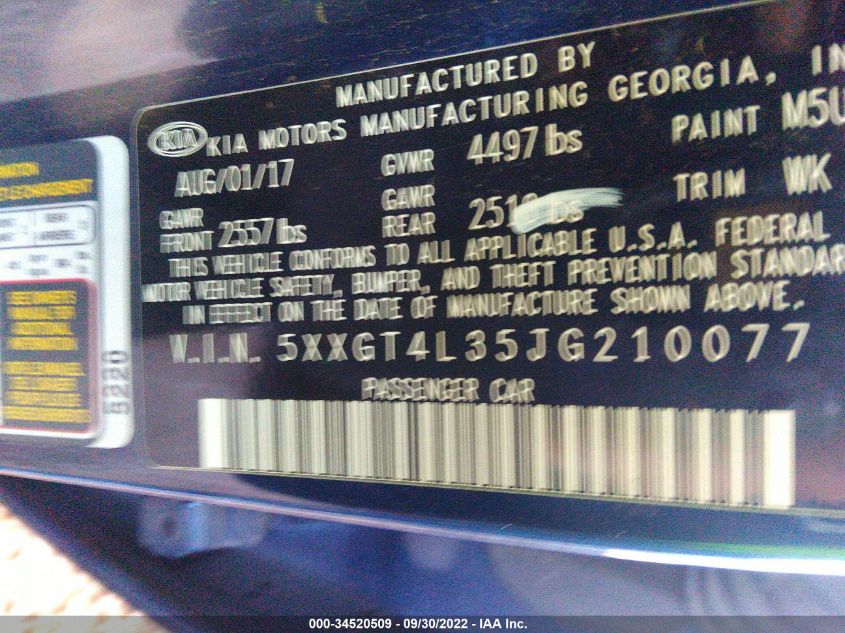 MANUFACTURED BY
KIA KIA MOTORS MANUFACTURING GEORGIA, IN
AUG/01/17 GVWR 4497 lbs PAINT M5U
GAWR FRONT 2557 lbs GAWR REAR TRIM WK
THIS VEHICLE CONFORMS TO ALL APPLICABLE U.S.A. FEDERAL
MOTOR VEHICLE SAFETY, BUMPER, AND THEFT PREVENTION STANDAR
IN EFFECT ON THE DATE OF MANUFACTURE SHOWN ABOVE.
V.I.N. 5XXGT4L35JG210077
PASSENGER CAR
5220
000-34520509 - 09/30/2022 - IAA Inc.